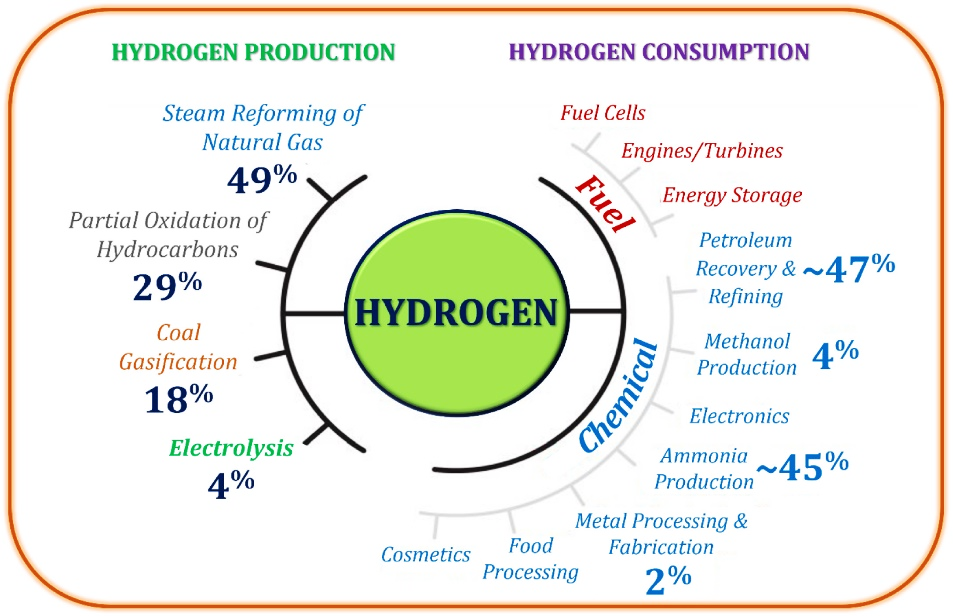 HYDROGEN PRODUCTION
Steam Reforming of
Natural Gas
49%
Partial Oxidation of
Hydrocarbons
29%
Coal
Gasification
18%
Electrolysis
4%
HYDROGEN
HYDROGEN CONSUMPTION
Fuel
Fuel Cells
Engines/Turbines
Energy Storage
Chemical
Petroleum
Recovery &
Refining
~47%
Methanol
Production
4%
Electronics
Ammonia
Production
~45%
Metal Processing &
Fabrication
2%
Food
Processing
Cosmetics